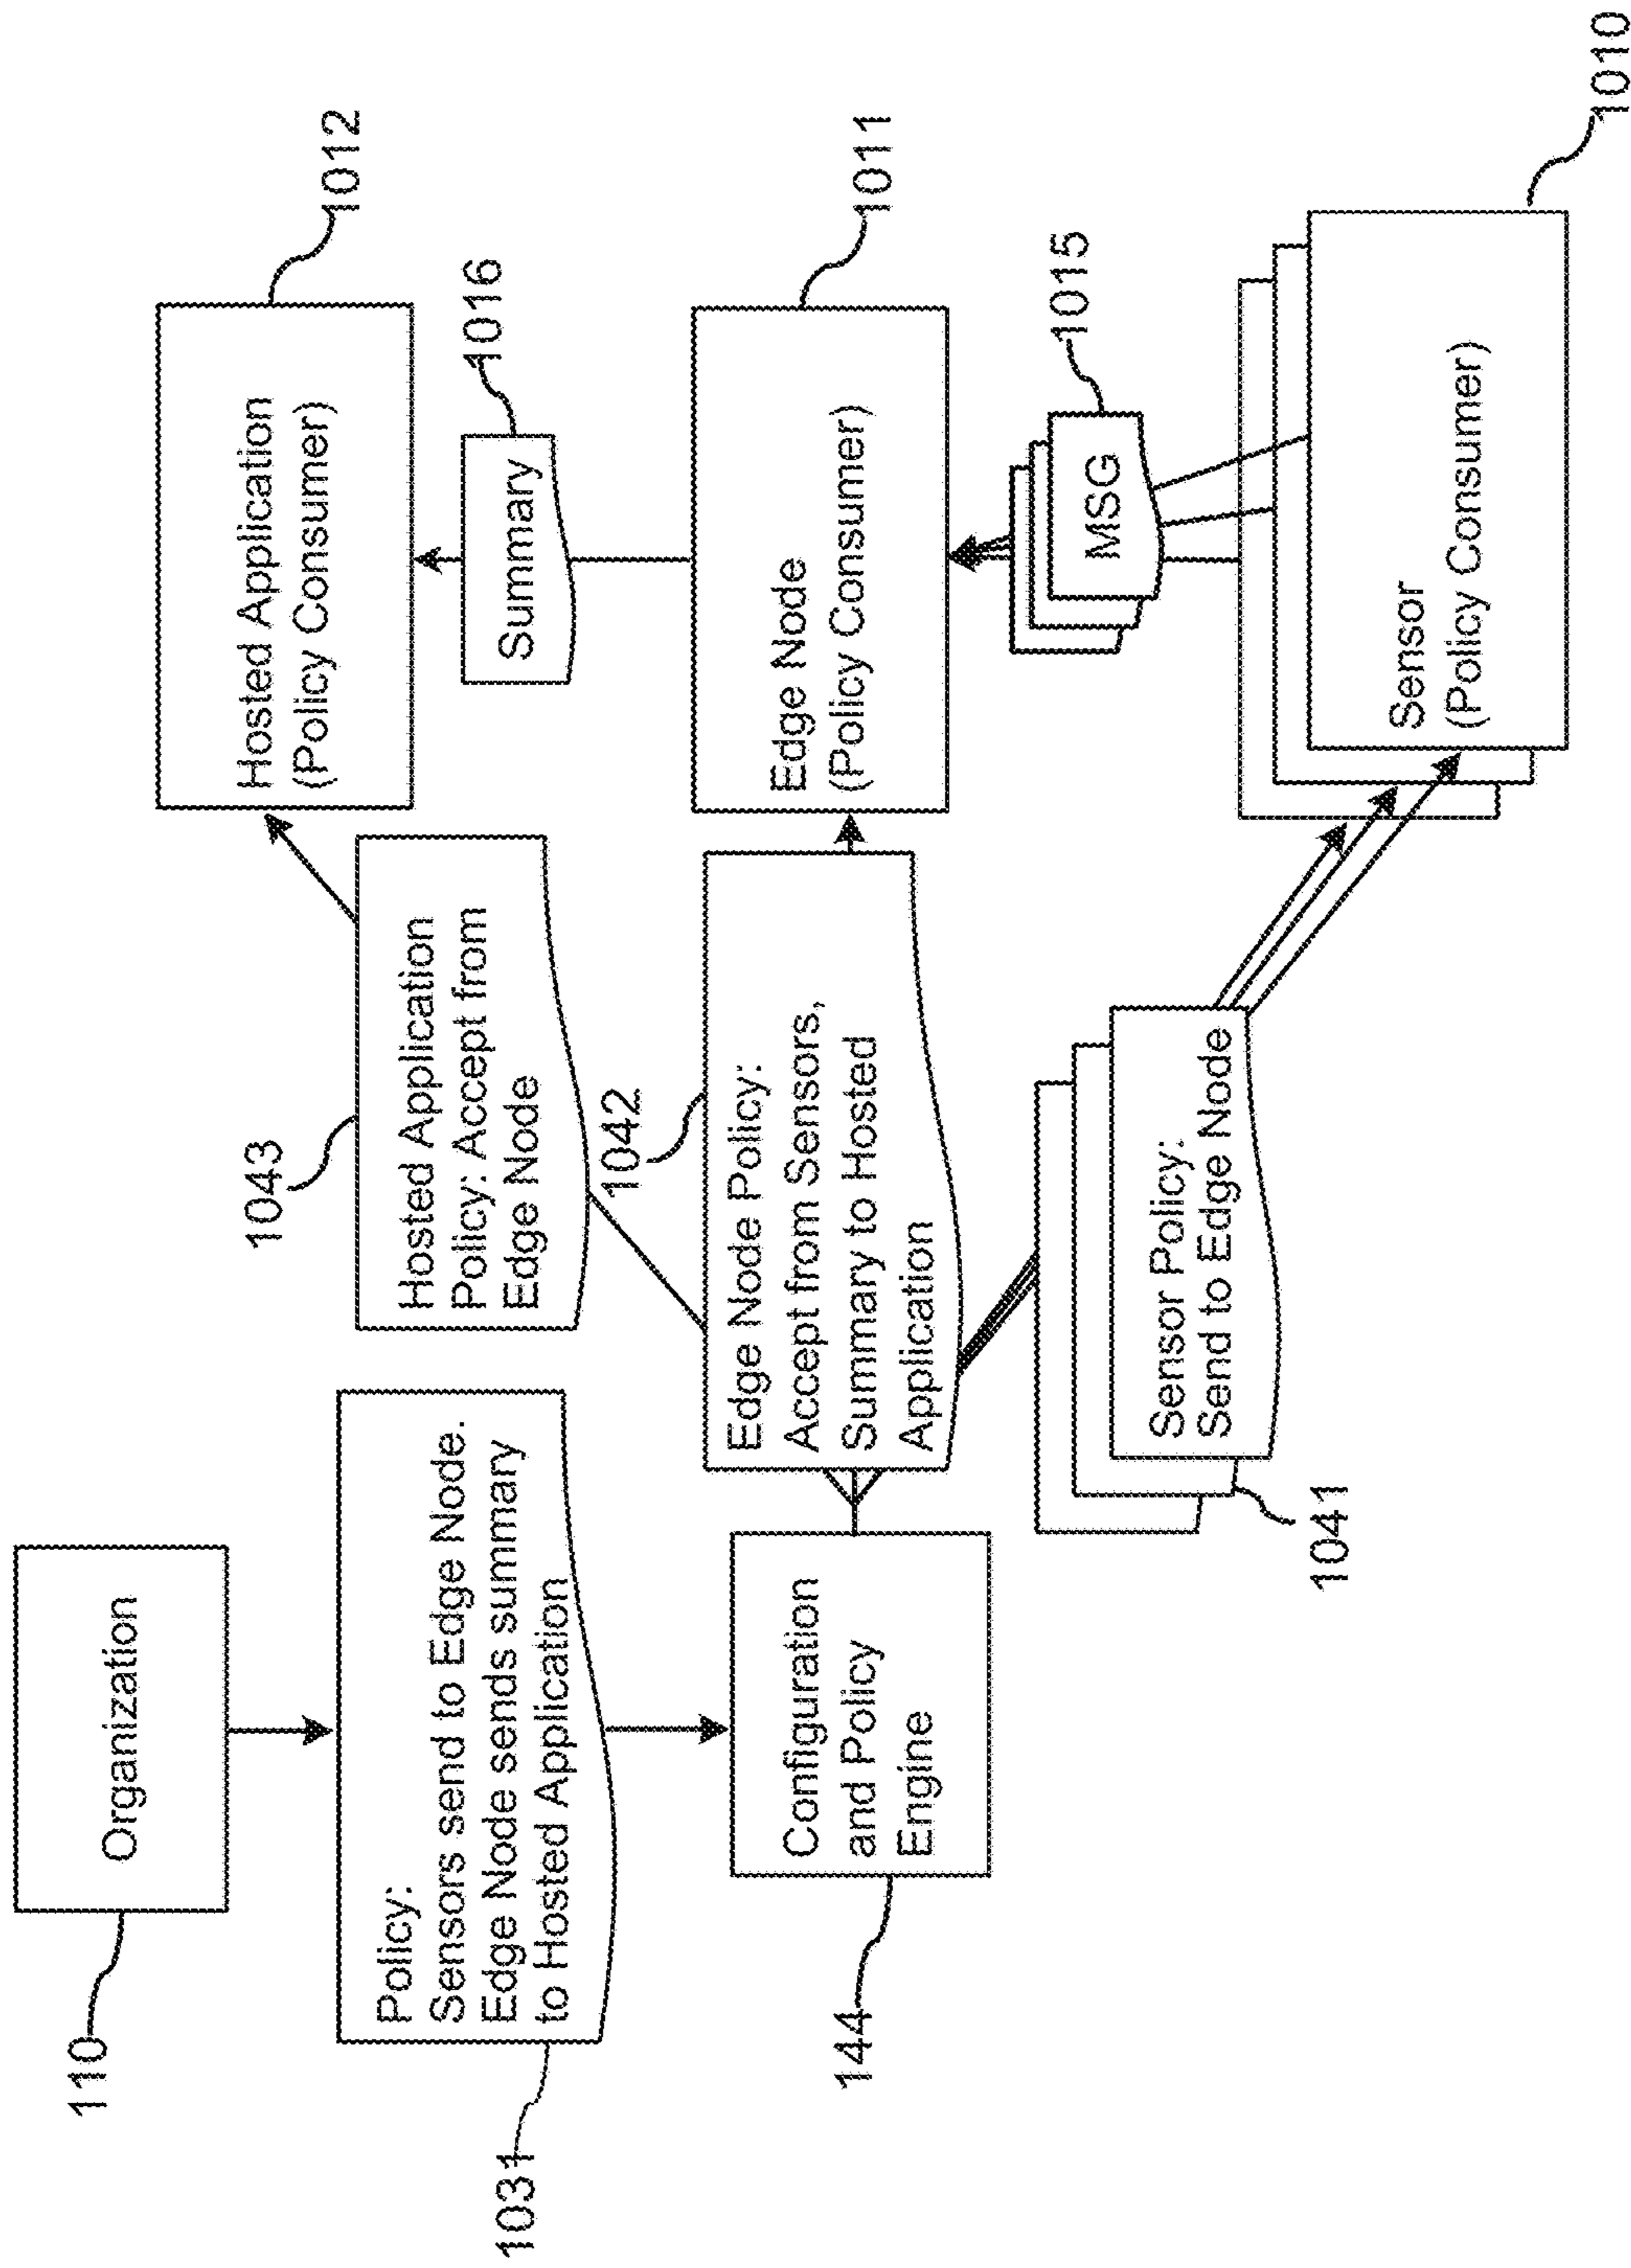 110
Organization
1031
Policy:
Sensors send to Edge Node.
Edge Node sends summary
to Hosted Application
144
Configuration
and Policy
Engine
1043
Hosted Application
Policy: Accept from
Edge Node
1042
Edge Node Policy:
Accept from Sensors,
Summary to Hosted
Application
1041
Sensor Policy:
Send to Edge Node
Hosted Application
(Policy Consumer)
1012
Summary
1016
Edge Node
(Policy Consumer)
1011
MSG
1015
Sensor
(Policy Consumer)
1010